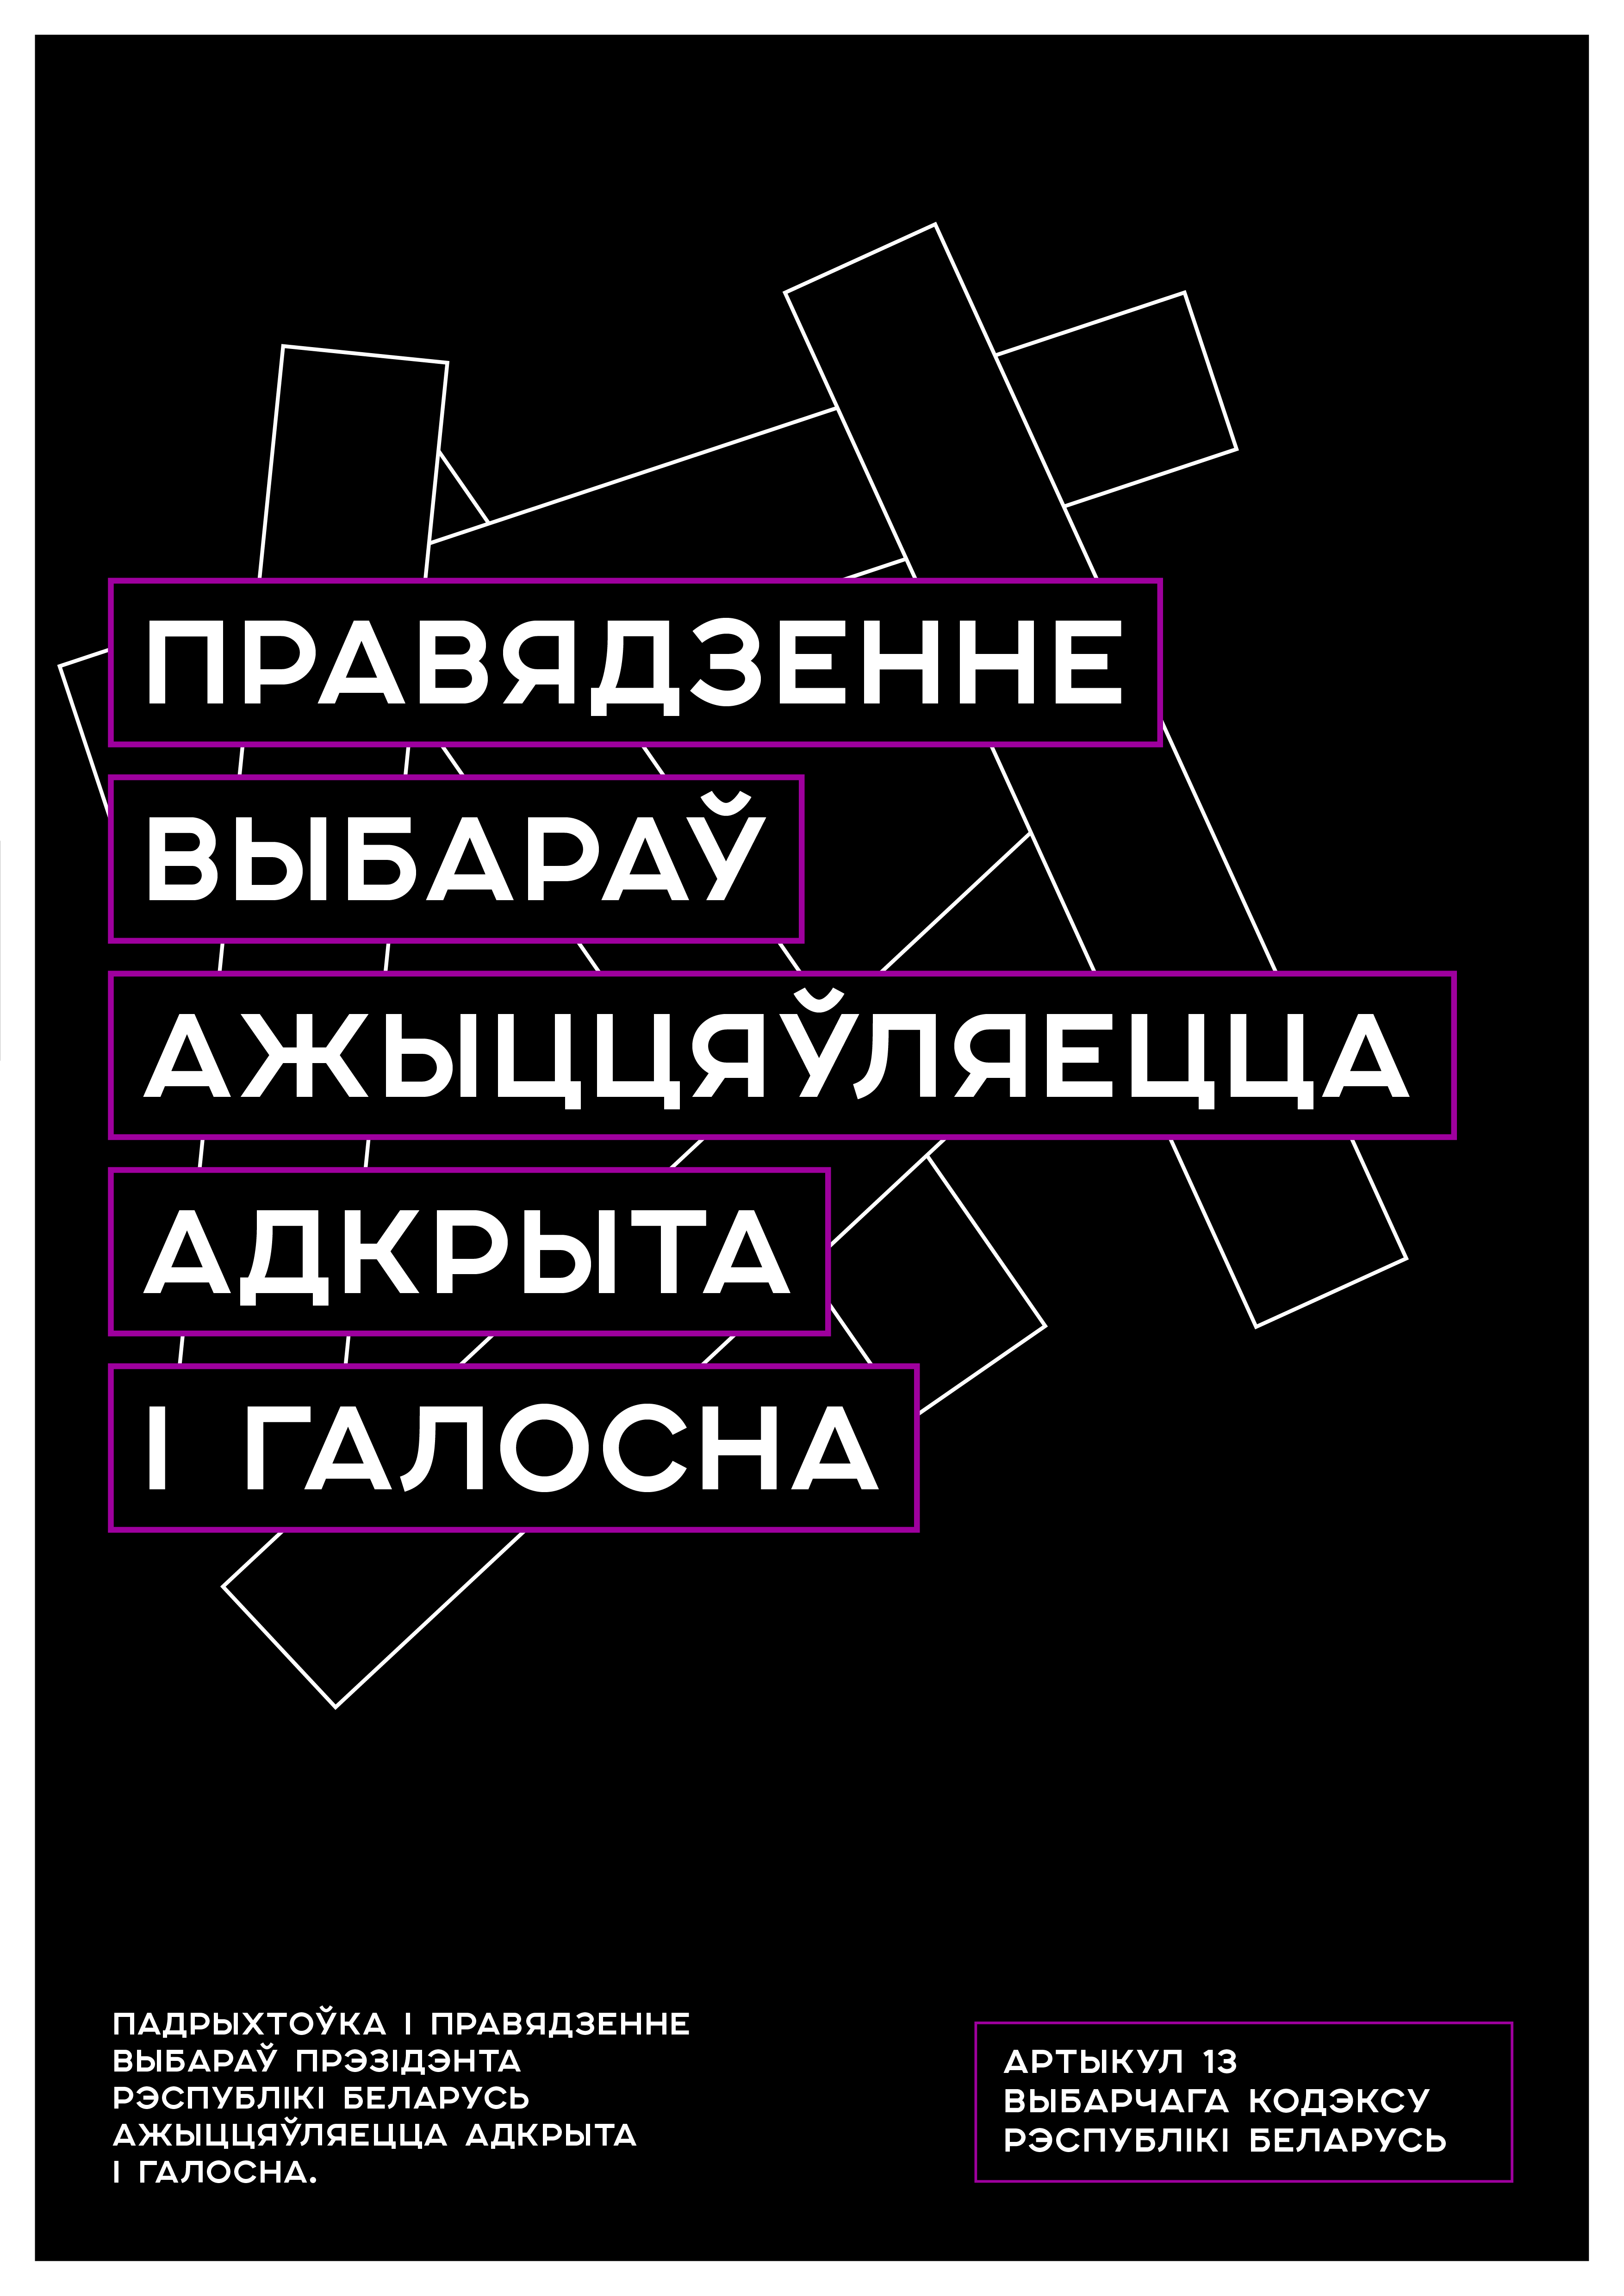 ПРАВЯДЗЕННЕ
ВЫБАРАЎ
АЖЫЦЦЯЎЛЯЕЦЦА
АДКРЫТА
І ГАЛОСНА
ПАДРЫХТОЎКА І ПРАВЯДЗЕННЕ
ВЫБАРАЎ ПРЭЗІДЭНТА
РЭСПУБЛІКІ БЕЛАРУСЬ
АЖЫЦЦЯЎЛЯЕЦЦА АДКРЫТА
І ГАЛОСНА.
АРТЫКУЛ 13
ВЫБАРЧАГА КОДЭКСУ
РЭСПУБЛІКІ БЕЛАРУСЬ